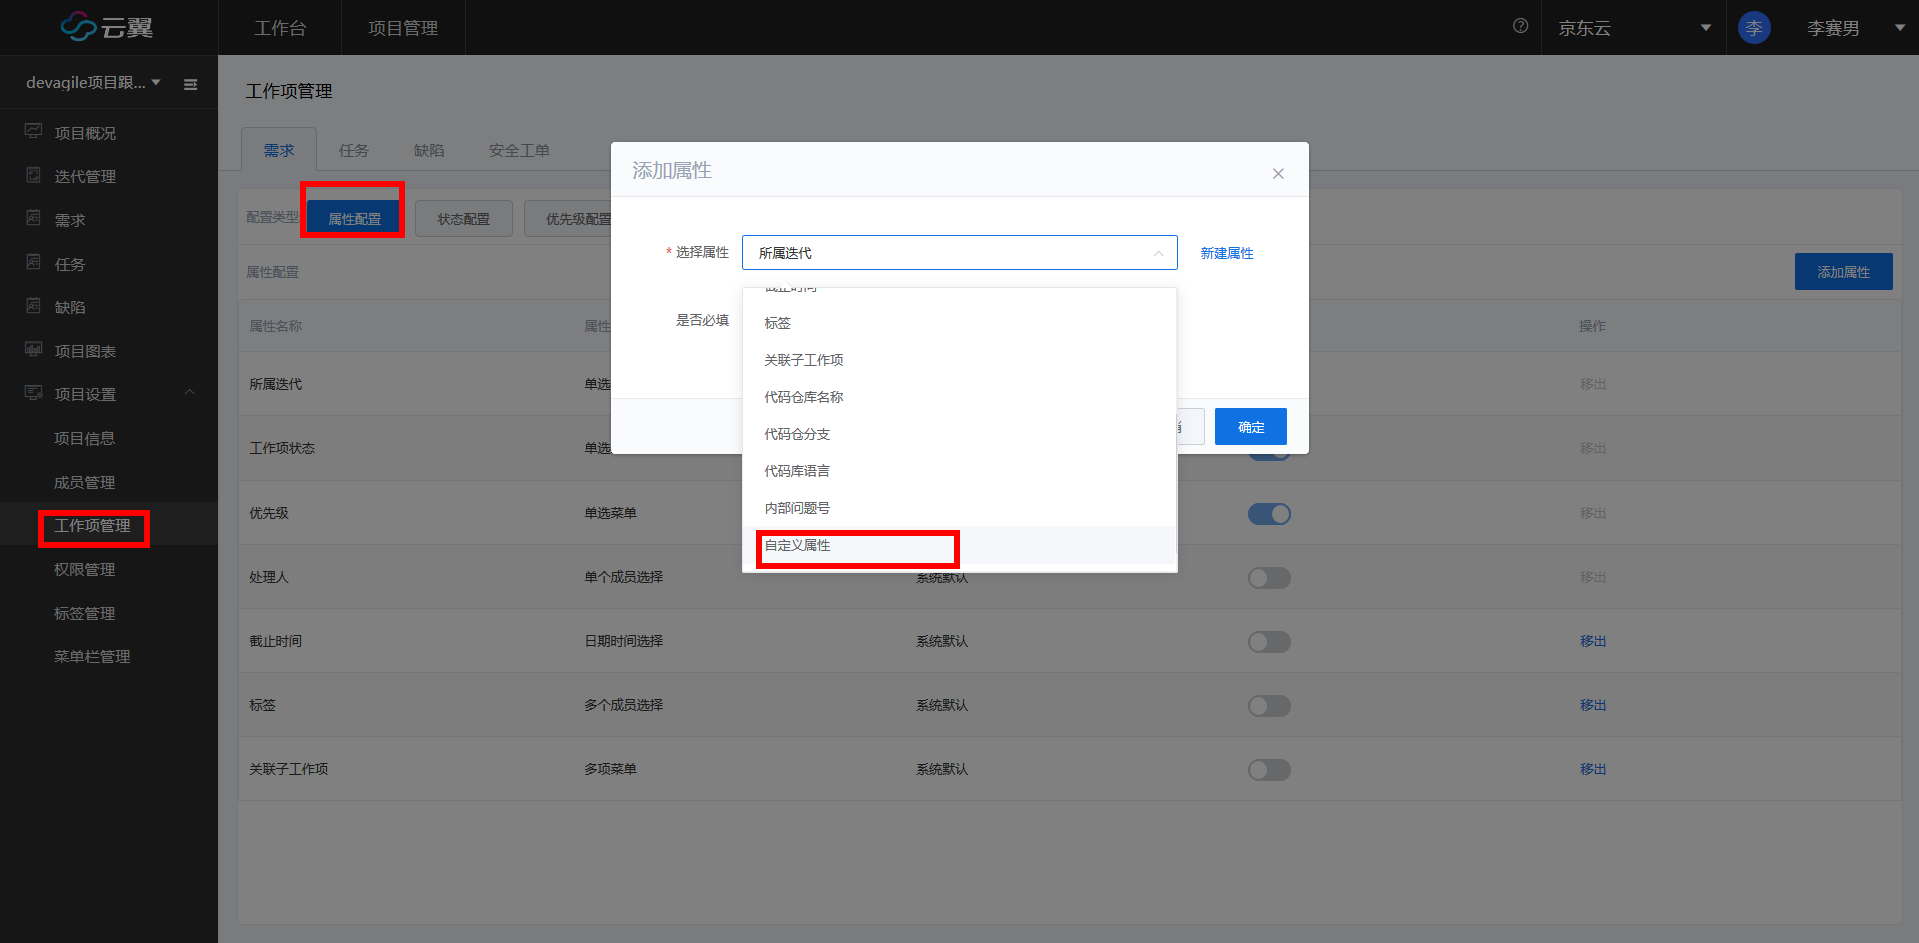 云翼
工作台
项目管理
京东云
李
李赛男
devagile项目跟...
项目概况
迭代管理
需求
任务
缺陷
项目图表
项目设置
项目信息
成员管理
工作项管理
权限管理
标签管理
菜单栏管理
工作项管理
需求 任务 缺陷 安全工单
配置类型 属性配置 状态配置 优先级配置
属性配置 添加属性
属性名称 属性 操作
所属迭代 单选 移出
工作项状态 单选 移出
优先级 单选菜单 移出
处理人 单个成员选择 系统默认 移出
截止时间 日期时间选择 系统默认 移出
标签 多个成员选择 系统默认 移出
关联子工作项 多项菜单 系统默认 移出
添加属性
* 选择属性 所属迭代 新建属性
是否必填
截止时间
标签
关联子工作项
代码仓库名称
代码仓分支
代码库语言
内部问题号
自定义属性
确定